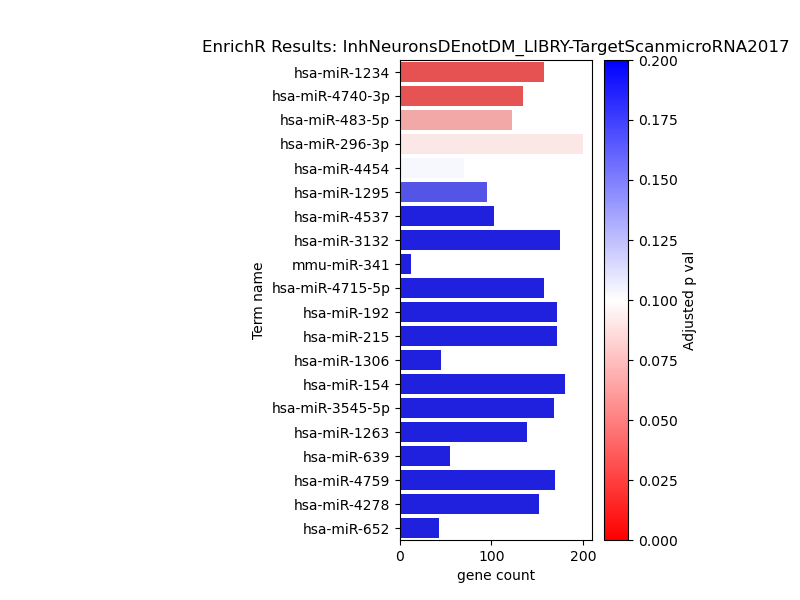 EnrichR Results: InhNeuronsDEnotDM_LIBRY-TargetScanmicroRNA2017
hsa-miR-1234
hsa-miR-4740-3p
hsa-miR-483-5p
hsa-miR-296-3p
hsa-miR-4454
hsa-miR-1295
hsa-miR-4537
hsa-miR-3132
mmu-miR-341
hsa-miR-4715-5p
hsa-miR-192
hsa-miR-215
hsa-miR-1306
hsa-miR-154
hsa-miR-3545-5p
hsa-miR-1263
hsa-miR-639
hsa-miR-4759
hsa-miR-4278
hsa-miR-652
Term name
0 100 200
gene count
0.200
0.175
0.150
0.125
0.100
0.075
0.050
0.025
0.000
Adjusted p val